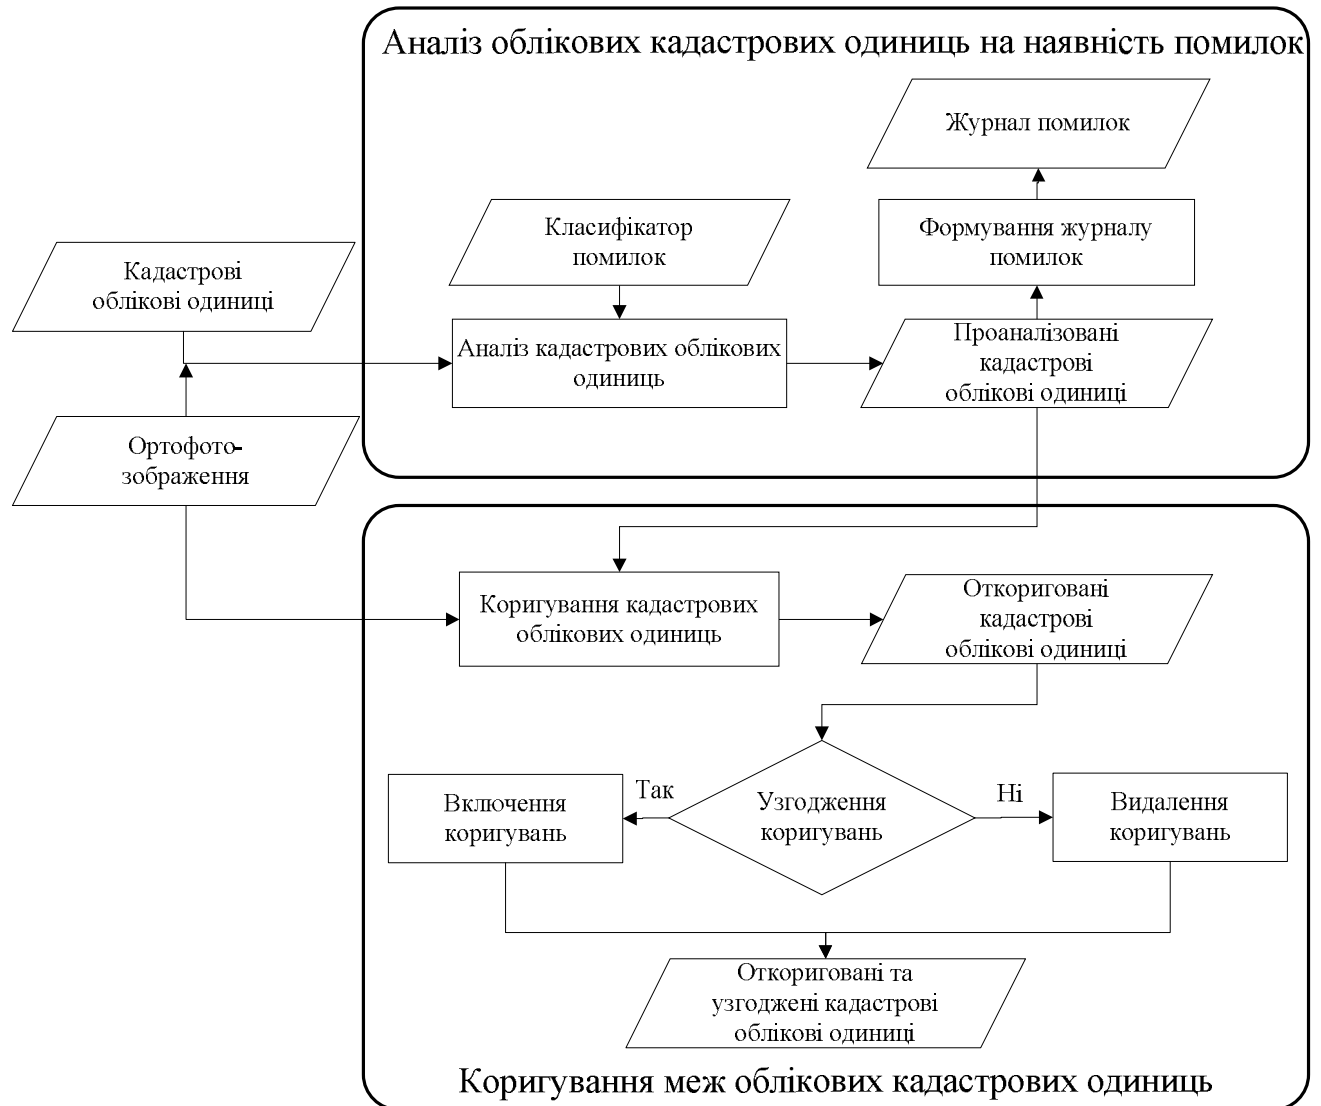 Аналіз облікових кадастрових одиниць на наявність помилок
Журнал помилок
Класифікатор
помилок
Формування журналу
помилок
Кадастрові
облікові одиниці
Аналіз кадастрових облікових
одиниць
Проаналізовані
кадастрові
облікові одиниці
Ортофото-
зображення
Коригування кадастрових
облікових одиниць
Откориговані
кадастрові
облікові одиниці
Так
Узгодження
коригувань
Ні
Включення
коригувань
Видалення
коригувань
Откориговані та
узгоджені кадастрові
облікові одиниці
Коригування меж облікових кадастрових одиниць